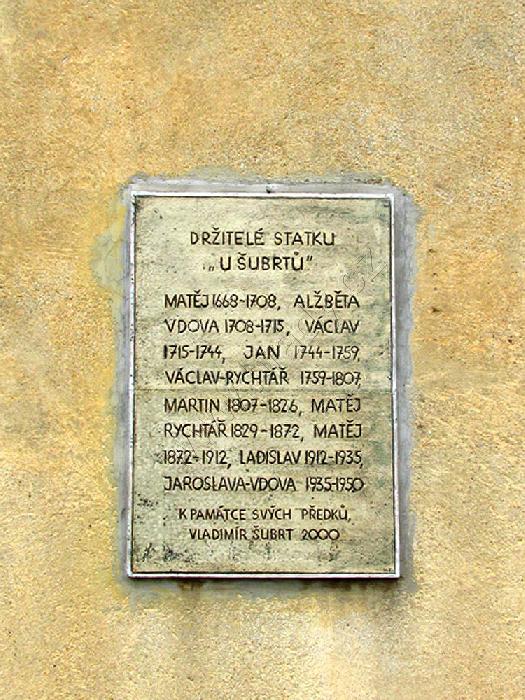 DRŽITELÉ STATKU
„U ŠUBRTŮ"
MATĚJ 1668-1708, ALŽBĚTA
VDOVA 1708-1715, VÁCLAV
1715-1744, JAN 1744-1759,
VÁCLAV-RYCHTÁŘ 1759-1807,
MARTIN 1807-1826, MATĚJ
RYCHTÁŘ 1829-1872, MATĚJ
1872-1912, LADISLAV 1912-1935,
JAROSLAVA-VDOVA 1935-1950
K PAMÁTCE SVÝCH PŘEDKŮ,
VLADIMÍR ŠUBRT 2000